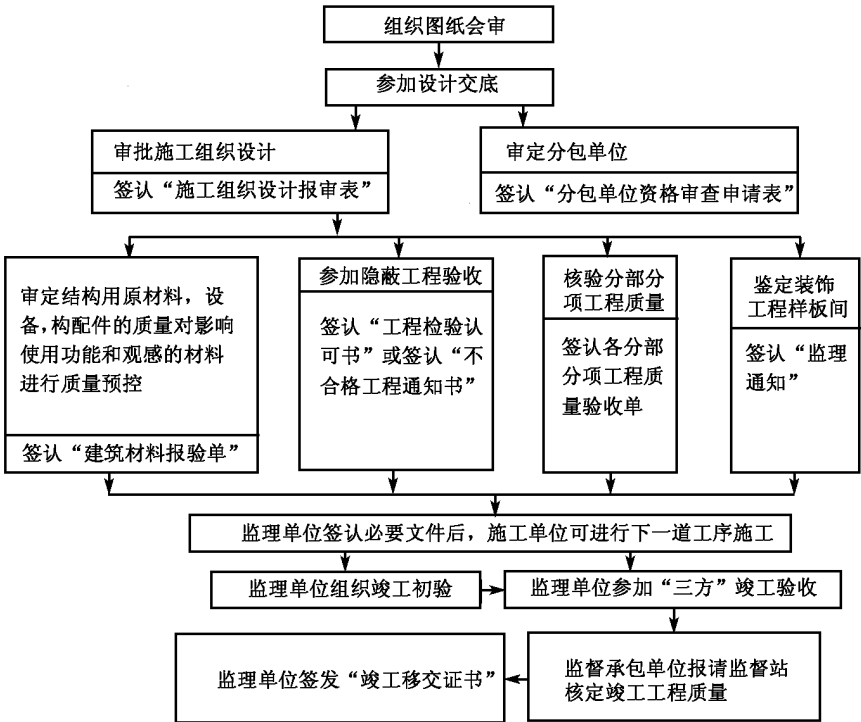 组织图纸会审
参加设计交底
审批施工组织设计
签认“施工组织设计报审表”
审定分包单位
签认“分包单位资格审查申请表”
审定结构用原材料，设
备,构配件的质量对影响
使用功能和观感的材料
进行质量预控
签认“建筑材料报验单”
参加隐蔽工程验收
签认“工程检验认
可书”或签认“不
合格工程通知书”
核验分部分
项工程质量
签认各分部
分项工程质
量验收单
鉴定装饰
工程样板间
签认“监理
通知”
监理单位签认必要文件后，施工单位可进行下一道工序施工
监理单位组织竣工初验
监理单位参加“三方”竣工验收
监督承包单位报请监督站
核定竣工工程质量
监理单位签发“竣工移交证书”